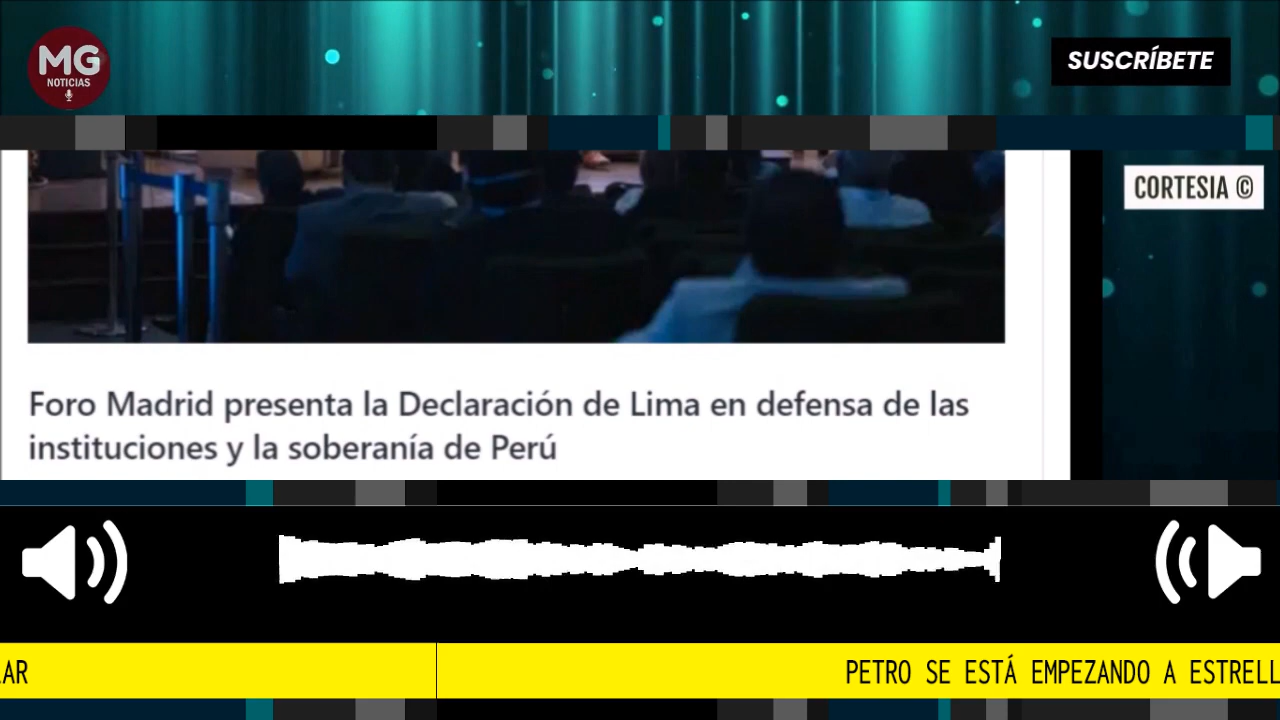 MG
NOTICIAS
SUSCRÍBETE
CORTESIA ©
Foro Madrid presenta la Declaración de Lima en defensa de las
instituciones y la soberanía de Perú
LAR
PETRO SE ESTÁ EMPEZANDO A ESTRELL